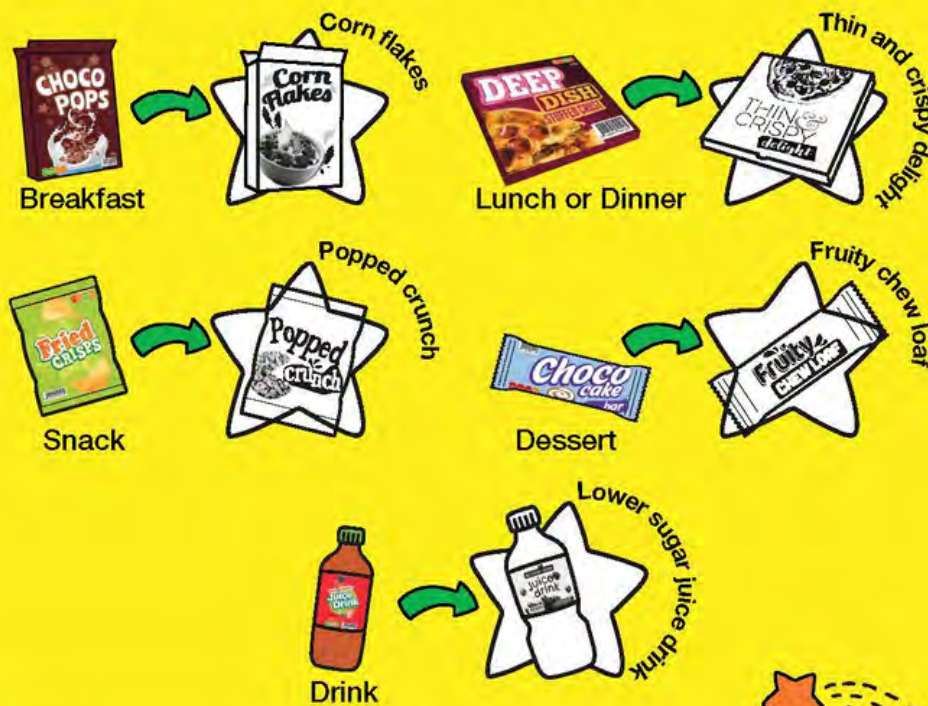 CHOCO
POPS
Breakfast
Corn flakes
Corn
flakes
DEEP
DISH
STUFFED CRUST
Lunch or Dinner
Thin and crispy delight
THIN &
CRISPY
delight
Fried
CRISPS
Snack
Popped crunch
Popped
crunch
Choco
cake
bar
Dessert
Fruity chew loaf
Fruity
CHEW LOAF
Juice
Drink
Drink
Lower sugar juice drink
juice
drink